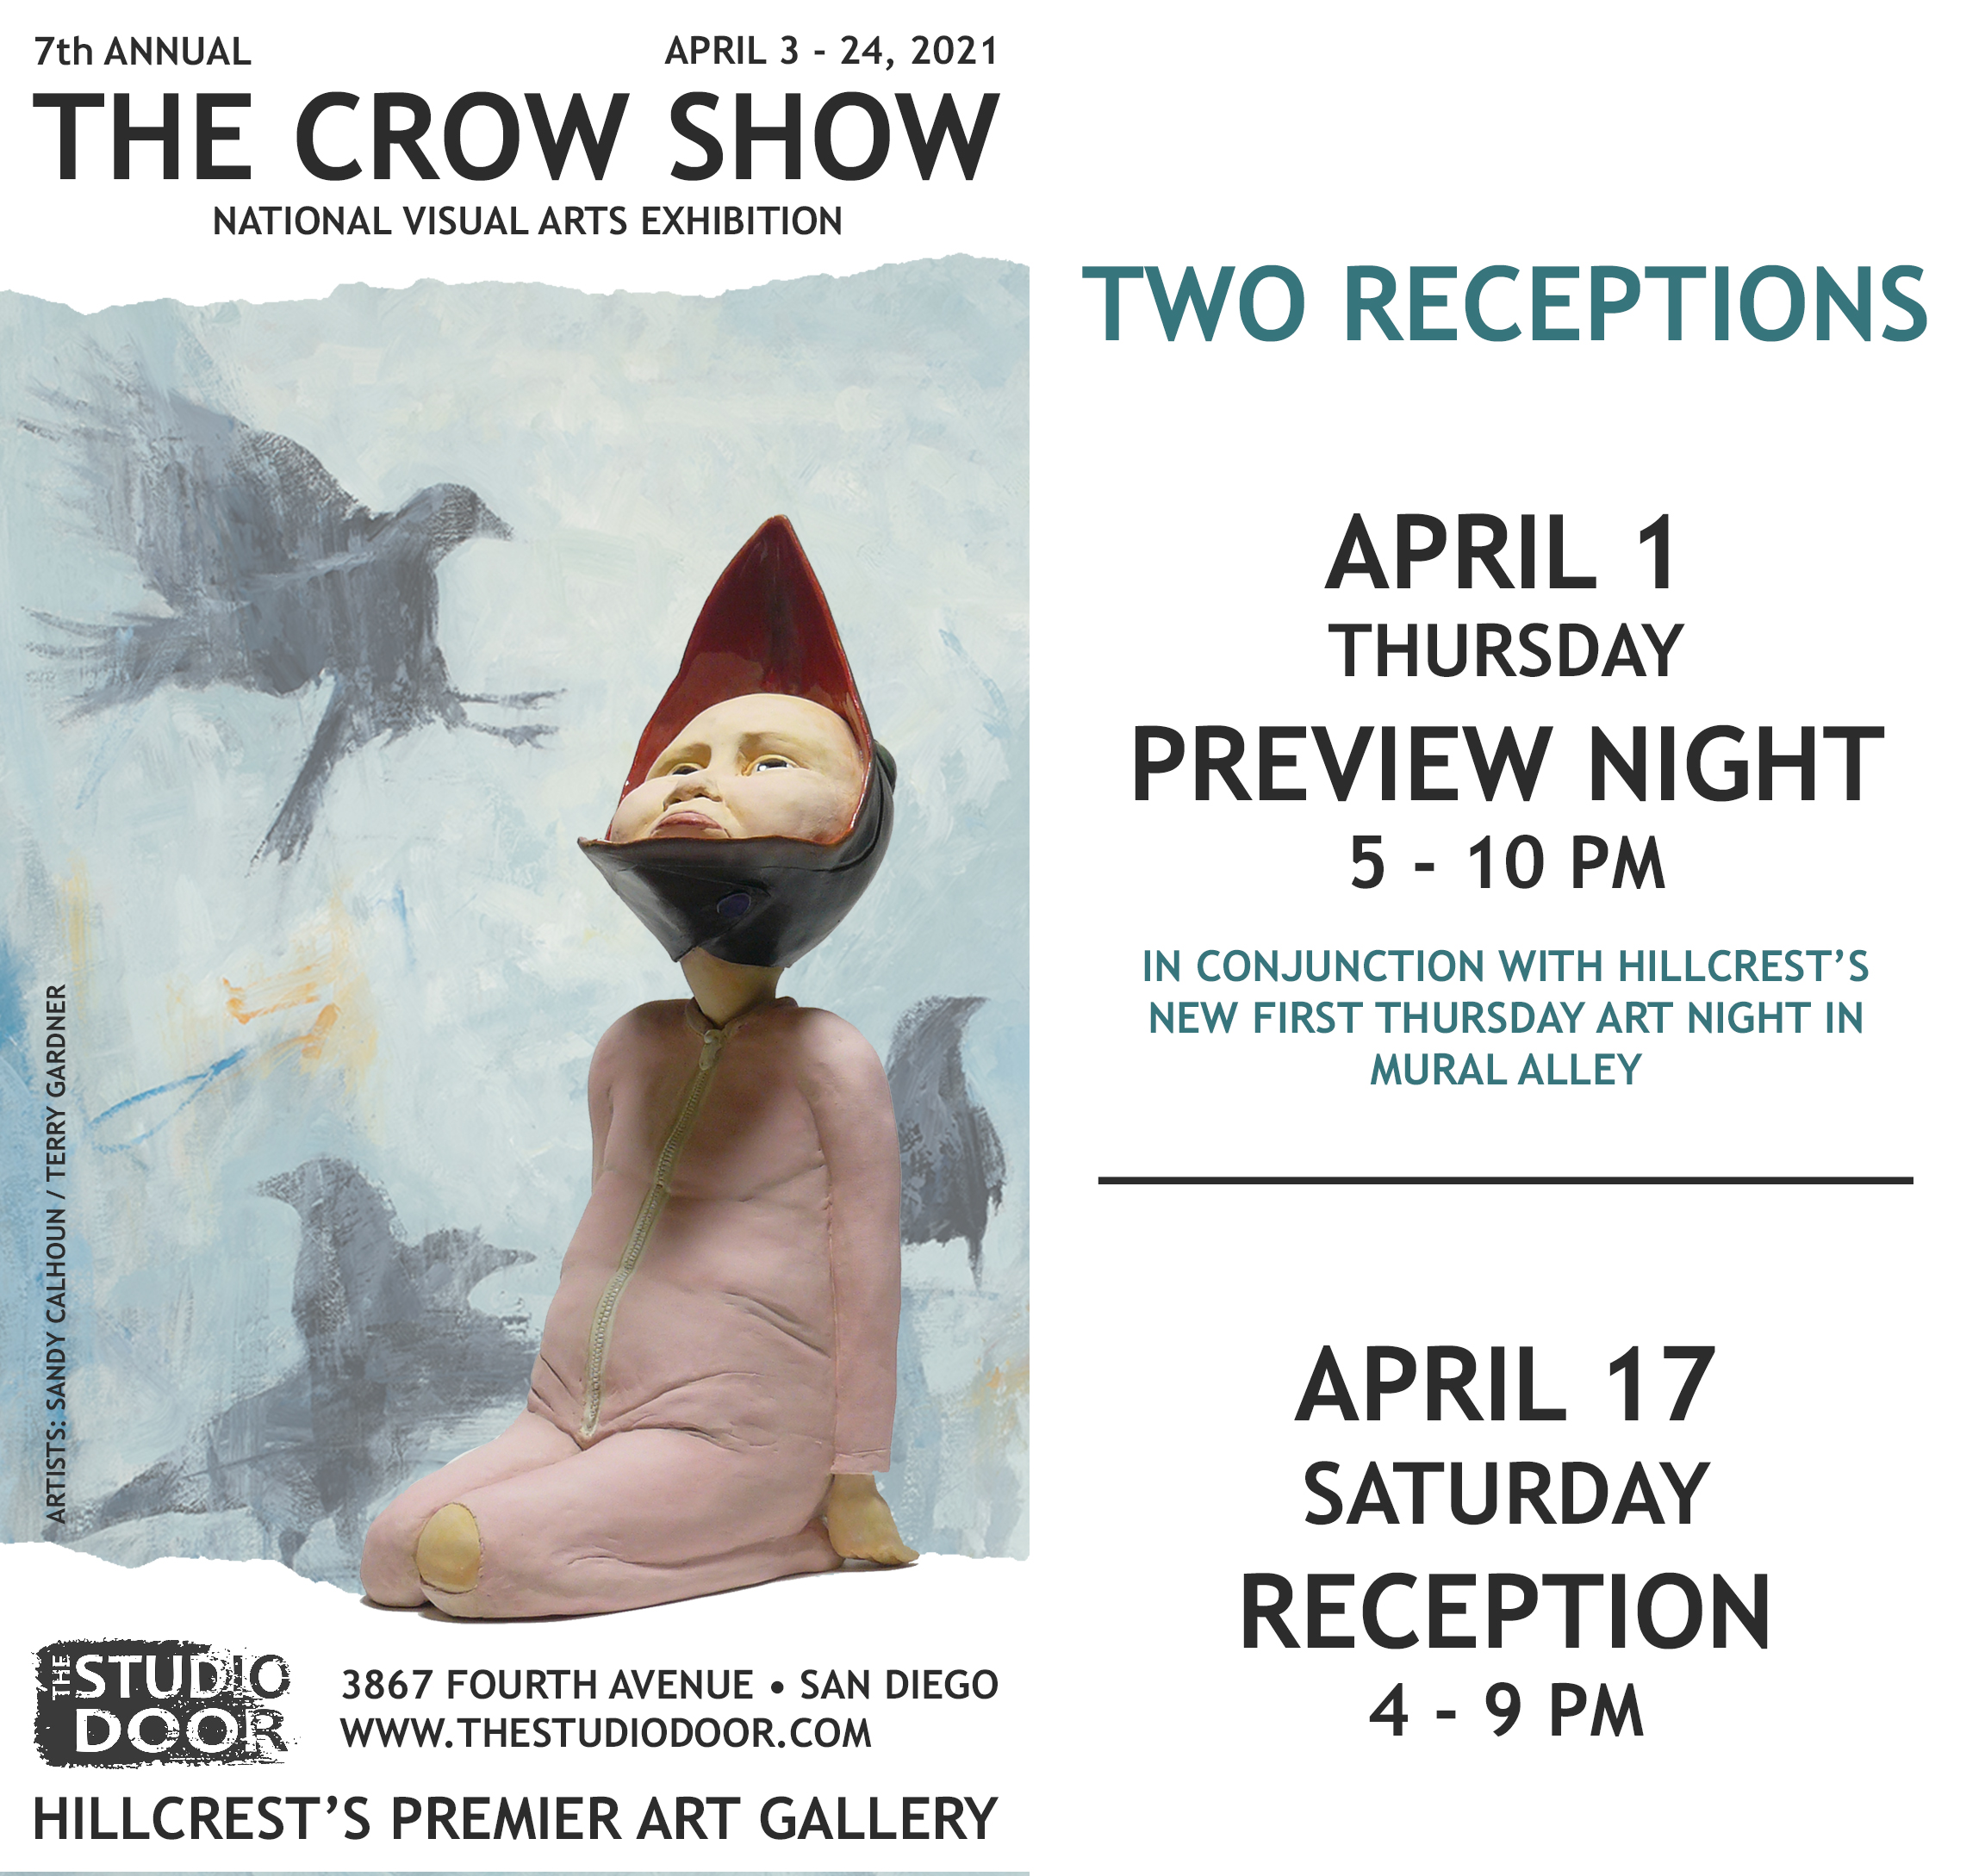 7th ANNUAL
APRIL 3 - 24, 2021
THE CROW SHOW
NATIONAL VISUAL ARTS EXHIBITION
ARTISTS: SANDY CALHOUN / TERRY GARDNER
THE STUDIO
DOOR
3867 FOURTH AVENUE • SAN DIEGO
WWW.THESTUDIODOOR.COM
HILLCREST’S PREMIER ART GALLERY
TWO RECEPTIONS
APRIL 1
THURSDAY
PREVIEW NIGHT
5 - 10 PM
IN CONJUNCTION WITH HILLCREST’S
NEW FIRST THURSDAY ART NIGHT IN
MURAL ALLEY
APRIL 17
SATURDAY
RECEPTION
4 - 9 PM